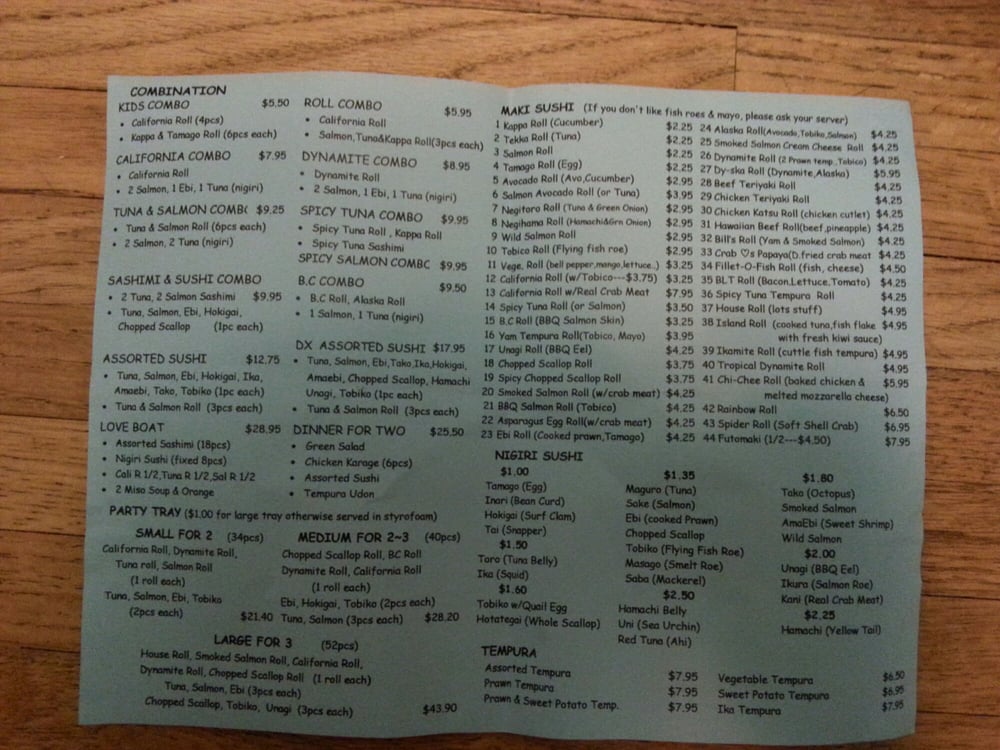 COMBINATION
KIDS COMBO $5.50
• California Roll (4pcs)
• Kappa & Tamago Roll (6pcs each)
CALIFORNIA COMBO $7.95
• California Roll
• 2 Salmon, 1 Ebi, 1 Tuna (nigiri)
TUNA & SALMON COMBO $9.25
• Tuna & Salmon Roll (6pcs each)
• 2 Salmon, 2 Tuna (nigiri)
SASHIMI & SUSHI COMBO
• 2 Tuna, 2 Salmon Sashimi $9.95
• Tuna, Salmon, Ebi, Hokigai,
Chopped Scallop (1pc each)
ASSORTED SUSHI $12.75
• Tuna, Salmon, Ebi, Hokigai, Ika,
Amaebi, Tako, Tobiko (1pc each)
• Tuna & Salmon Roll (3pcs each)
LOVE BOAT $28.95
• Assorted Sashimi (18pcs)
• Nigiri Sushi (fixed 8pcs)
• Cali R 1/2,Tuna R 1/2,Sal R 1/2
• 2 Miso Soup & Orange
ROLL COMBO $5.95
• California Roll
• Salmon,Tuna&Kappa Roll(3pcs each)
DYNAMITE COMBO $8.95
• Dynamite Roll
• 2 Salmon, 1 Ebi, 1 Tuna (nigiri)
SPICY TUNA COMBO $9.95
• Spicy Tuna Roll , Kappa Roll
• Spicy Tuna Sashimi
SPICY SALMON COMBC $9.95
B.C COMBO $9.50
• B.C Roll, Alaska Roll
• 1 Salmon, 1 Tuna (nigiri)
DX ASSORTED SUSHI $17.95
• Tuna, Salmon, Ebi,Tako,Ika,Hokigai,
Amaebi, Chopped Scallop, Hamachi
Unagi, Tobiko (1pc each)
• Tuna & Salmon Roll (3pcs each)
DINNER FOR TWO $25.50
• Green Salad
• Chicken Karage (6pcs)
• Assorted Sushi
• Tempura Udon
PARTY TRAY ($1.00 for large tray otherwise served in styrofoam)
SMALL FOR 2 (34pcs)
California Roll, Dynamite Roll,
Tuna roll, Salmon Roll
(1 roll each)
Tuna, Salmon, Ebi, Tobiko
(2pcs each) $21.40
MEDIUM FOR 2~3 (40pcs)
Chopped Scallop Roll, BC Roll
Dynamite Roll, California Roll
(1 roll each)
Ebi, Hokigai, Tobiko (2pcs each)
Tuna, Salmon (3pcs each) $28.20
LARGE FOR 3 (52pcs)
House Roll, Smoked Salmon Roll, California Roll,
Dynamite Roll, Chopped Scallop Roll (1 roll each)
Tuna, Salmon, Ebi (3pcs each)
Chopped Scallop, Tobiko, Unagi (3pcs each) $43.90
MAKI SUSHI (If you don't like fish roes & mayo, please ask your server)
1 Kappa Roll (Cucumber) $2.25
2 Tekka Roll (Tuna) $2.25
3 Salmon Roll $2.25
4 Tamago Roll (Egg) $2.25
5 Avocado Roll (Avo,Cucumber) $2.95
6 Salmon Avocado Roll (or Tuna) $3.95
7 Negitoro Roll (Tuna & Green Onion) $2.95
8 Negihama Roll (Hamachi&Grn Onion) $2.95
9 Wild Salmon Roll $2.95
10 Tobico Roll (Flying fish roe) $2.95
11 Vege. Roll (bell pepper,mango,lettuce..) $3.25
12 California Roll (w/Tobico---$3.75) $3.25
13 California Roll w/Real Crab Meat $7.95
14 Spicy Tuna Roll (or Salmon) $3.50
15 B.C Roll (BBQ Salmon Skin) $3.25
16 Yam Tempura Roll(Tobico, Mayo) $3.95
17 Unagi Roll (BBQ Eel) $4.25
18 Chopped Scallop Roll $3.75
19 Spicy Chopped Scallop Roll $3.75
20 Smoked Salmon Roll (w/crab meat) $4.25
21 BBQ Salmon Roll (Tobico) $4.25
22 Asparagus Egg Roll(w/crab meat) $4.25
23 Ebi Roll (Cooked prawn,Tamago) $4.25
24 Alaska Roll(Avocado,Tobiko,Salmon) $4.25
25 Smoked Salmon Cream Cheese Roll $4.25
26 Dynamite Roll (2 Prawn temp.,Tobico) $4.25
27 Dy-ska Roll (Dynamite,Alaska) $5.95
28 Beef Teriyaki Roll $4.25
29 Chicken Teriyaki Roll $4.25
30 Chicken Katsu Roll (chicken cutlet) $4.25
31 Hawaiian Beef Roll(beef,pineapple) $4.25
32 Bill's Roll (Yam & Smoked Salmon) $4.25
33 Crab ♡s Papaya(D.fried crab meat $4.25
34 Fillet-O-Fish Roll (fish, cheese) $4.50
35 BLT Roll (Bacon,Lettuce,Tomato) $4.25
36 Spicy Tuna Tempura Roll $4.25
37 House Roll (lots stuff) $4.95
38 Island Roll (cooked tuna,fish flake $4.95
with fresh kiwi sauce)
39 Ikamite Roll (cuttle fish tempura) $4.95
40 Tropical Dynamite Roll $4.95
41 Chi-Chee Roll (baked chicken & $5.95
melted mozzarella cheese)
42 Rainbow Roll $6.50
43 Spider Roll (Soft Shell Crab) $6.95
44 Futomaki (1/2---$4.50) $7.95
NIGIRI SUSHI
$1.00
Tamago (Egg)
Inari (Bean Curd)
Hokigai (Surf Clam)
Tai (Snapper)
$1.50
Toro (Tuna Belly)
Ika (Squid)
$1.60
Tobiko w/Quail Egg
Hotategai (Whole Scallop)
$1.35
Maguro (Tuna)
Sake (Salmon)
Ebi (cooked Prawn)
Chopped Scallop
Tobiko (Flying Fish Roe)
Masago (Smelt Roe)
Saba (Mackerel)
$2.50
Hamachi Belly
Uni (Sea Urchin)
Red Tuna (Ahi)
$1.80
Tako (Octopus)
Smoked Salmon
AmaEbi (Sweet Shrimp)
Wild Salmon
$2.00
Unagi (BBQ Eel)
Ikura (Salmon Roe)
Kani (Real Crab Meat)
$2.25
Hamachi (Yellow Tail)
TEMPURA
Assorted Tempura $7.95
Prawn Tempura $7.95
Prawn & Sweet Potato Temp. $7.95
Vegetable Tempura $6.50
Sweet Potato Tempura $6.95
Ika Tempura $7.95